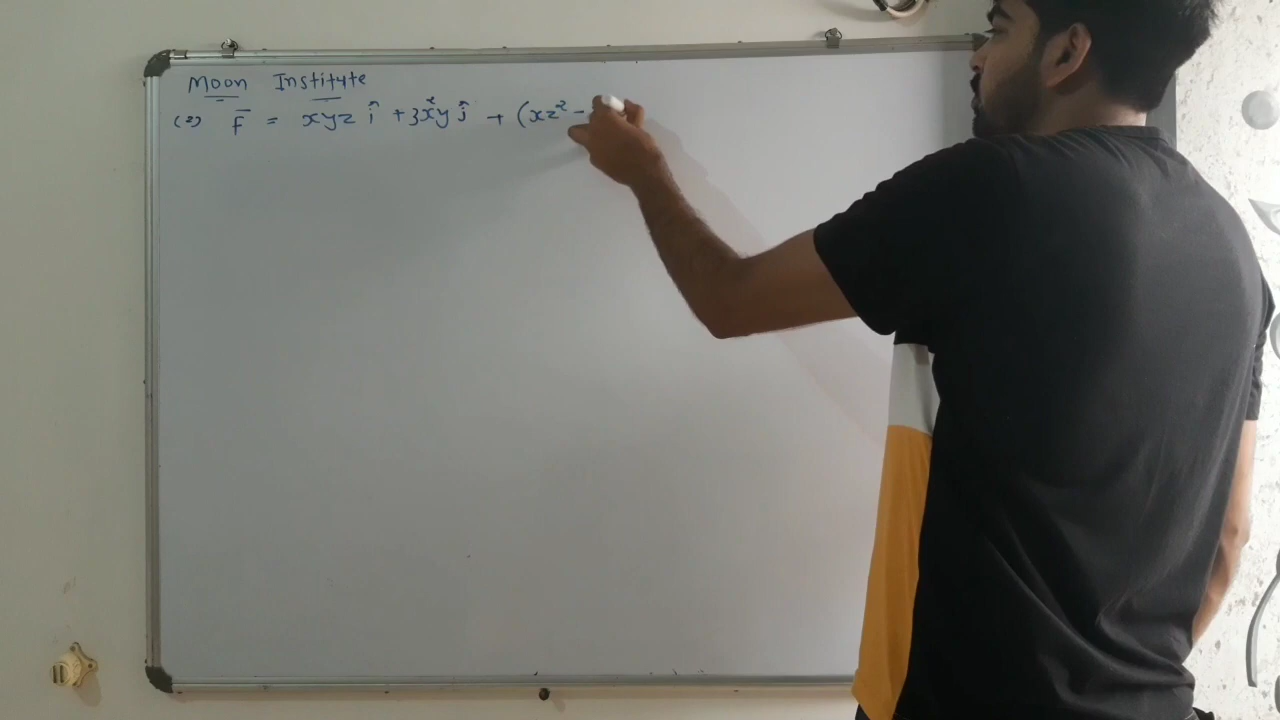 Moon Institute
(2) F̄ = xyz î + 3x²y ĵ + (xz² -